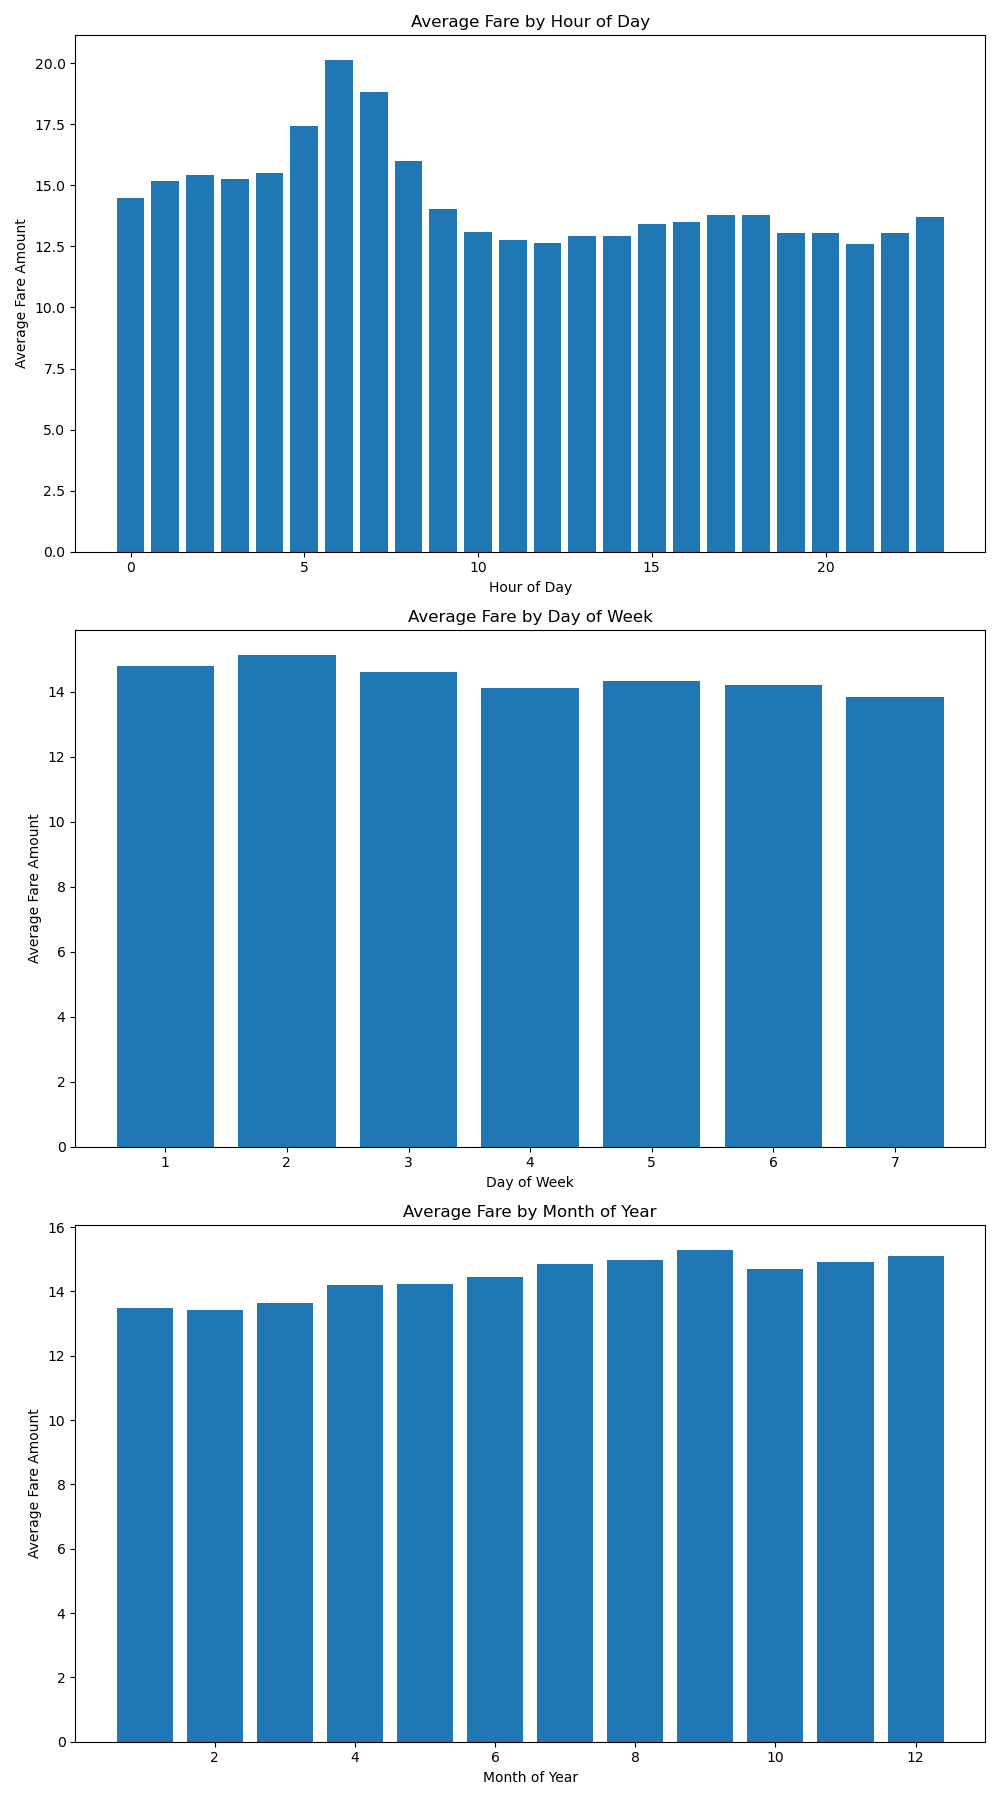 Average Fare by Hour of Day
20.0
17.5
15.0
12.5
10.0
7.5
5.0
2.5
0.0
Average Fare Amount
0 5 10 15 20
Hour of Day
Average Fare by Day of Week
14
12
10
8
6
4
2
0
Average Fare Amount
1 2 3 4 5 6 7
Day of Week
Average Fare by Month of Year
16
14
12
10
8
6
4
2
0
Average Fare Amount
2 4 6 8 10 12
Month of Year